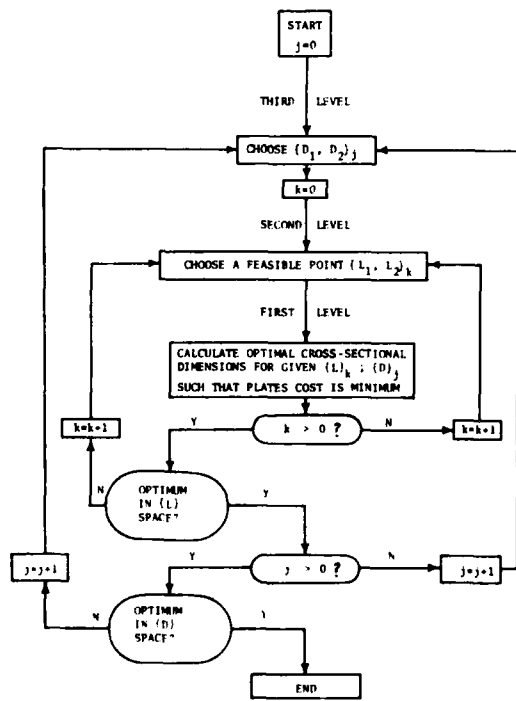 START
j=0
THIRD LEVEL
CHOOSE {D1, D2}j
k=0
SECOND LEVEL
CHOOSE A FEASIBLE POINT {L1, L2}k
FIRST LEVEL
CALCULATE OPTIMAL CROSS-SECTIONAL
DIMENSIONS FOR GIVEN {L}k ; {D}j
SUCH THAT PLATES COST IS MINIMUM
k=k+1
Y
k > 0 ?
N
k=k+1
OPTIMUM
IN {L}
SPACE?
N
Y
j=j+1
Y
j > 0 ?
N
j=j+1
OPTIMUM
IN {D}
SPACE?
N
Y
END